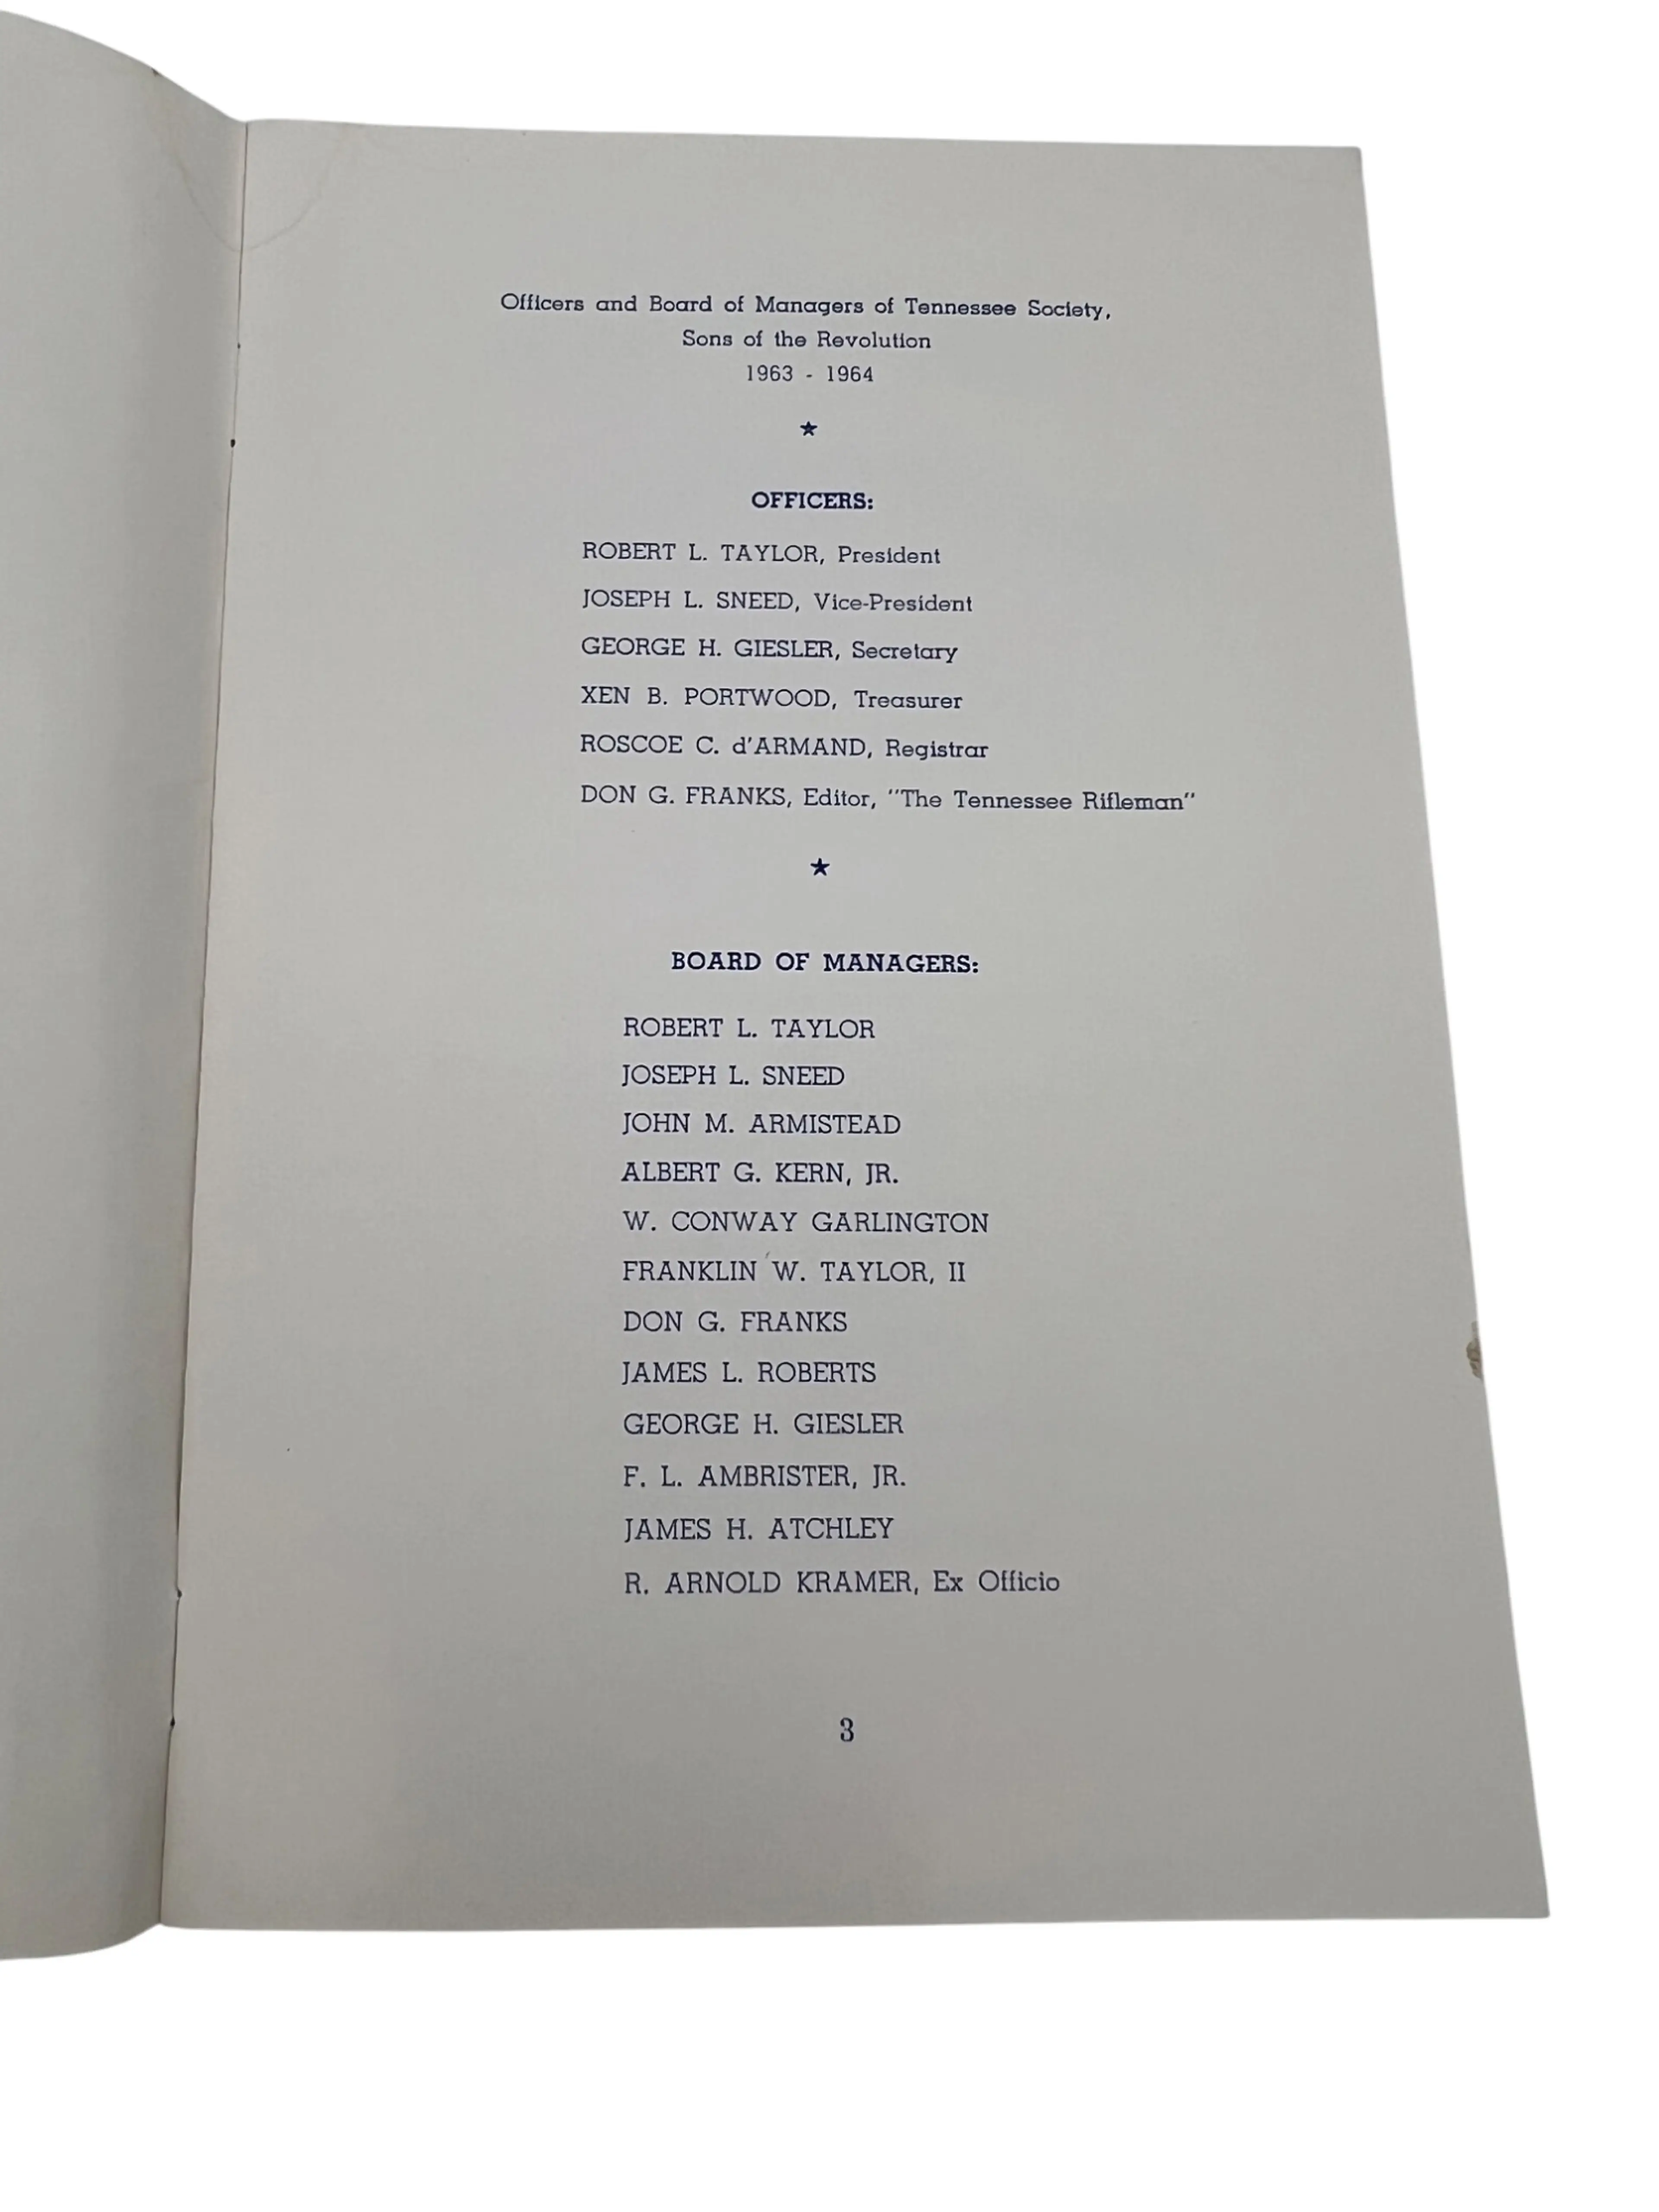 Officers and Board of Managers of Tennessee Society,
Sons of the Revolution
1963 - 1964
★
OFFICERS:
ROBERT L. TAYLOR, President
JOSEPH L. SNEED, Vice-President
GEORGE H. GIESLER, Secretary
XEN B. PORTWOOD, Treasurer
ROSCOE C. d'ARMAND, Registrar
DON G. FRANKS, Editor, "The Tennessee Rifleman"
★
BOARD OF MANAGERS:
ROBERT L. TAYLOR
JOSEPH L. SNEED
JOHN M. ARMISTEAD
ALBERT G. KERN, JR.
W. CONWAY GARLINGTON
FRANKLIN W. TAYLOR, II
DON G. FRANKS
JAMES L. ROBERTS
GEORGE H. GIESLER
F. L. AMBRISTER, JR.
JAMES H. ATCHLEY
R. ARNOLD KRAMER, Ex Officio
3